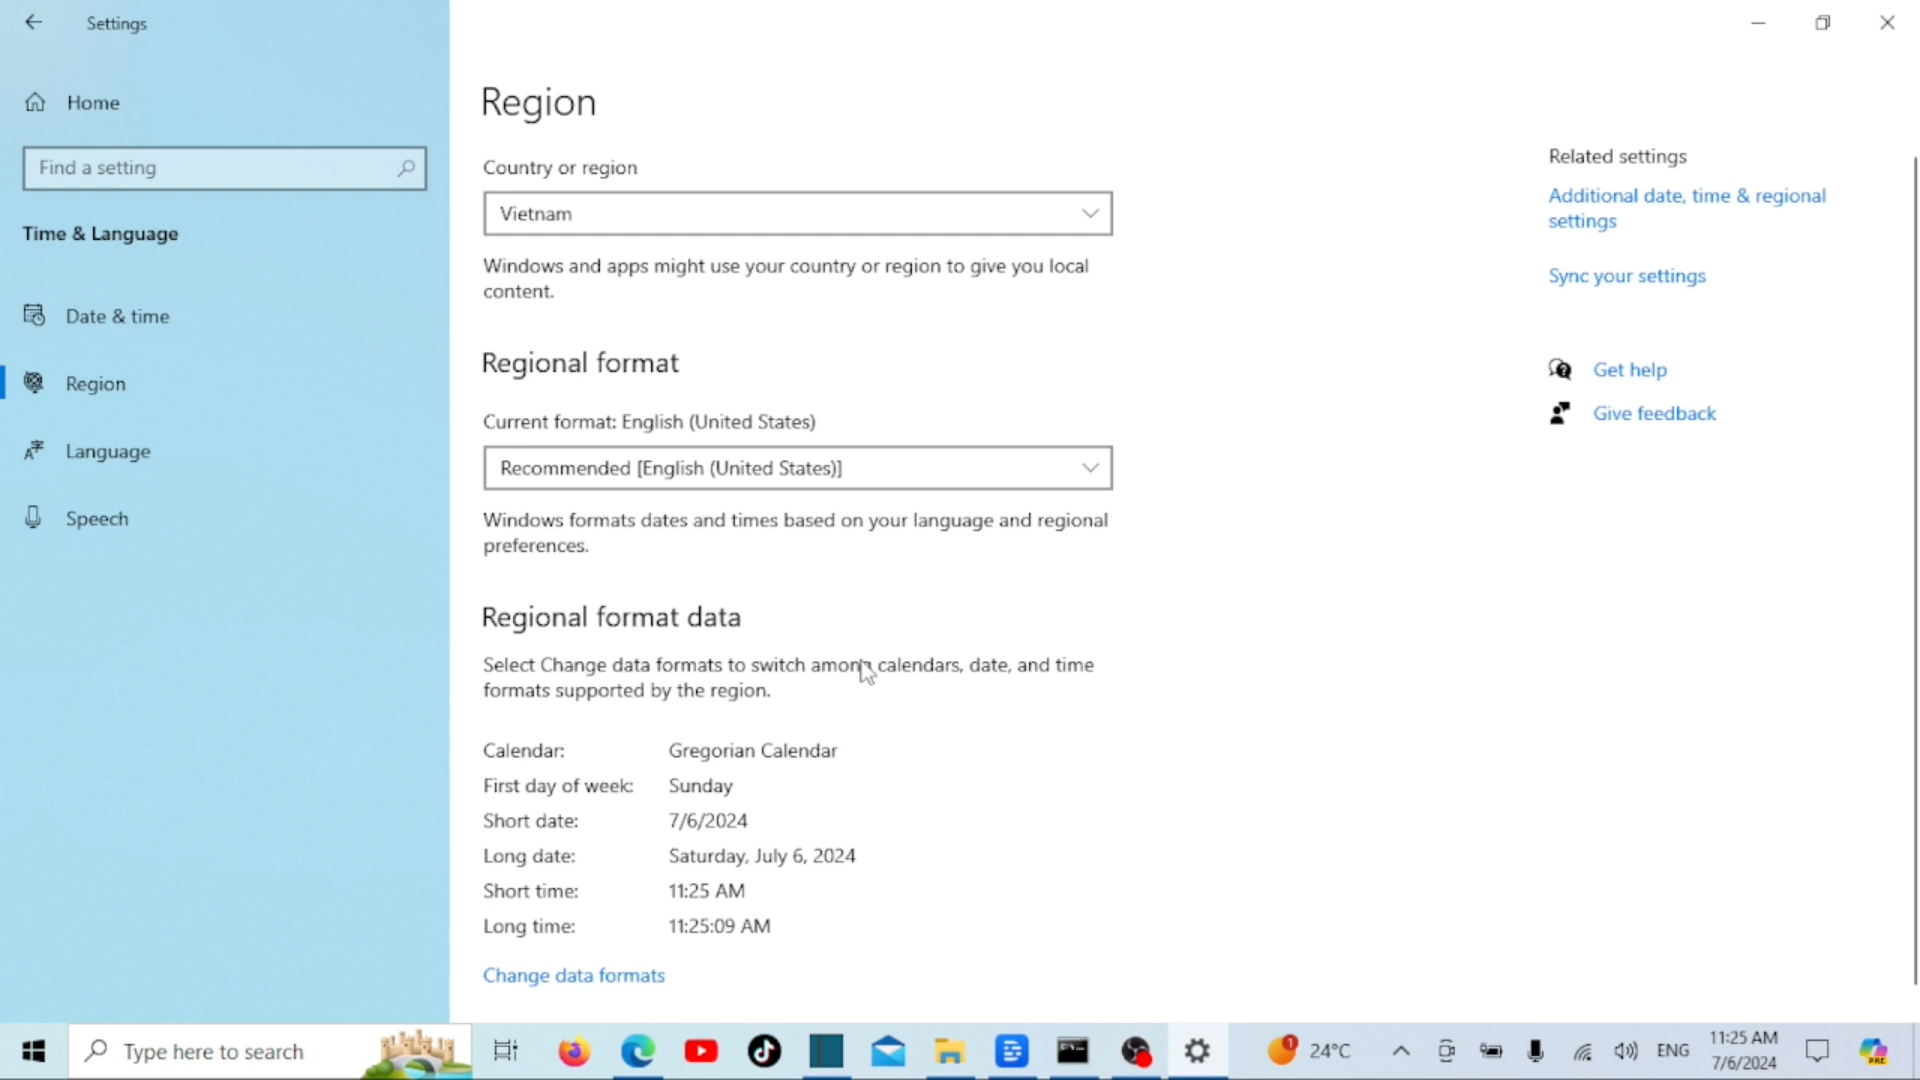 Settings
Home
Find a setting
Time & Language
Date & time
Region
Language
Speech
Region
Country or region
Vietnam
Windows and apps might use your country or region to give you local
content.
Regional format
Current format: English (United States)
Recommended [English (United States)]
Windows formats dates and times based on your language and regional
preferences.
Regional format data
Select Change data formats to switch among calendars, date, and time
formats supported by the region.
Calendar: Gregorian Calendar
First day of week: Sunday
Short date: 7/6/2024
Long date: Saturday, July 6, 2024
Short time: 11:25 AM
Long time: 11:25:09 AM
Change data formats
Related settings
Additional date, time & regional
settings
Sync your settings
Get help
Give feedback
Type here to search
1
24°C
ENG
11:25 AM
7/6/2024
PRE